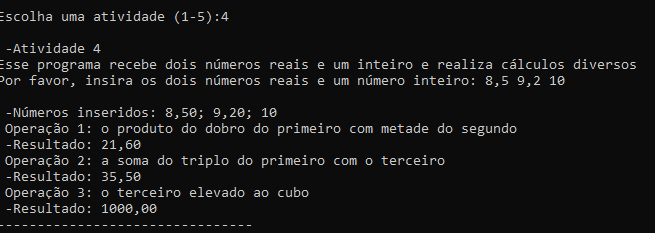 Escolha uma atividade (1-5):4
-Atividade 4
Esse programa recebe dois números reais e um inteiro e realiza cálculos diversos
Por favor, insira os dois números reais e um número inteiro: 8,5 9,2 10
-Números inseridos: 8,50; 9,20; 10
Operação 1: o produto do dobro do primeiro com metade do segundo
-Resultado: 21,60
Operação 2: a soma do triplo do primeiro com o terceiro
-Resultado: 35,50
Operação 3: o terceiro elevado ao cubo
-Resultado: 1000,00
--------------------------------